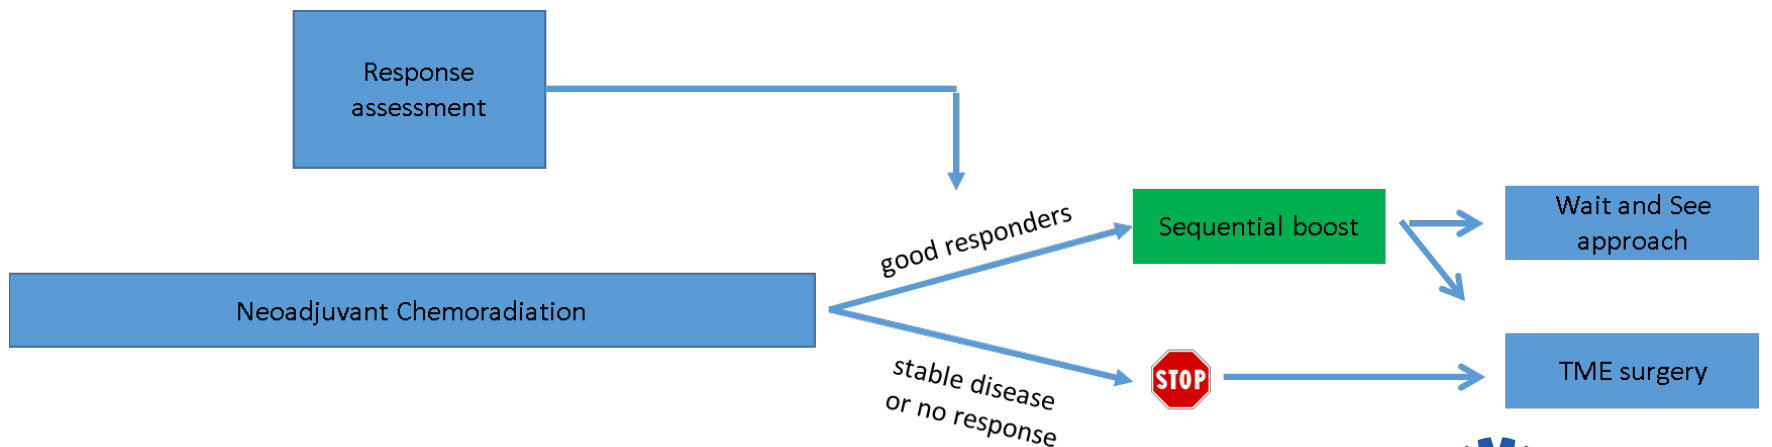 Response
assessment
good responders
Sequential boost
Wait and See
approach
Neoadjuvant Chemoradiation
stable disease
or no response
STOP
TME surgery